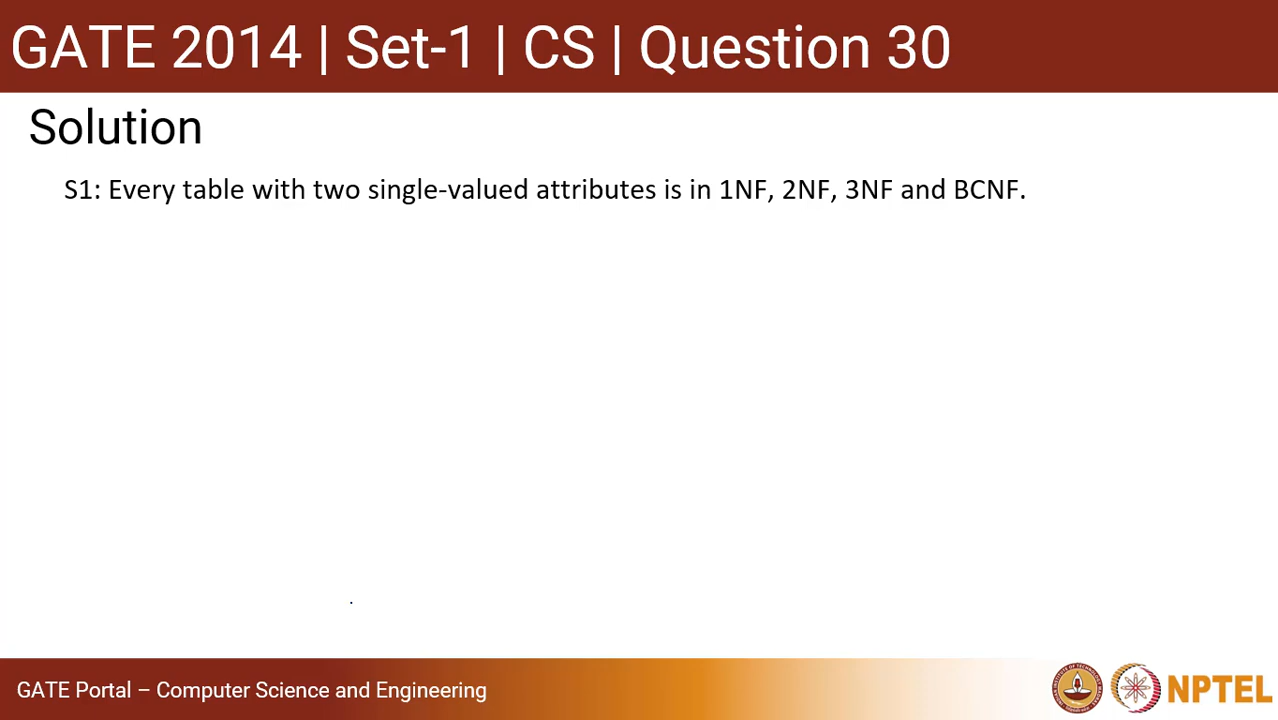 GATE 2014 | Set-1 | CS | Question 30
Solution
S1: Every table with two single-valued attributes is in 1NF, 2NF, 3NF and BCNF.
GATE Portal – Computer Science and Engineering
NPTEL